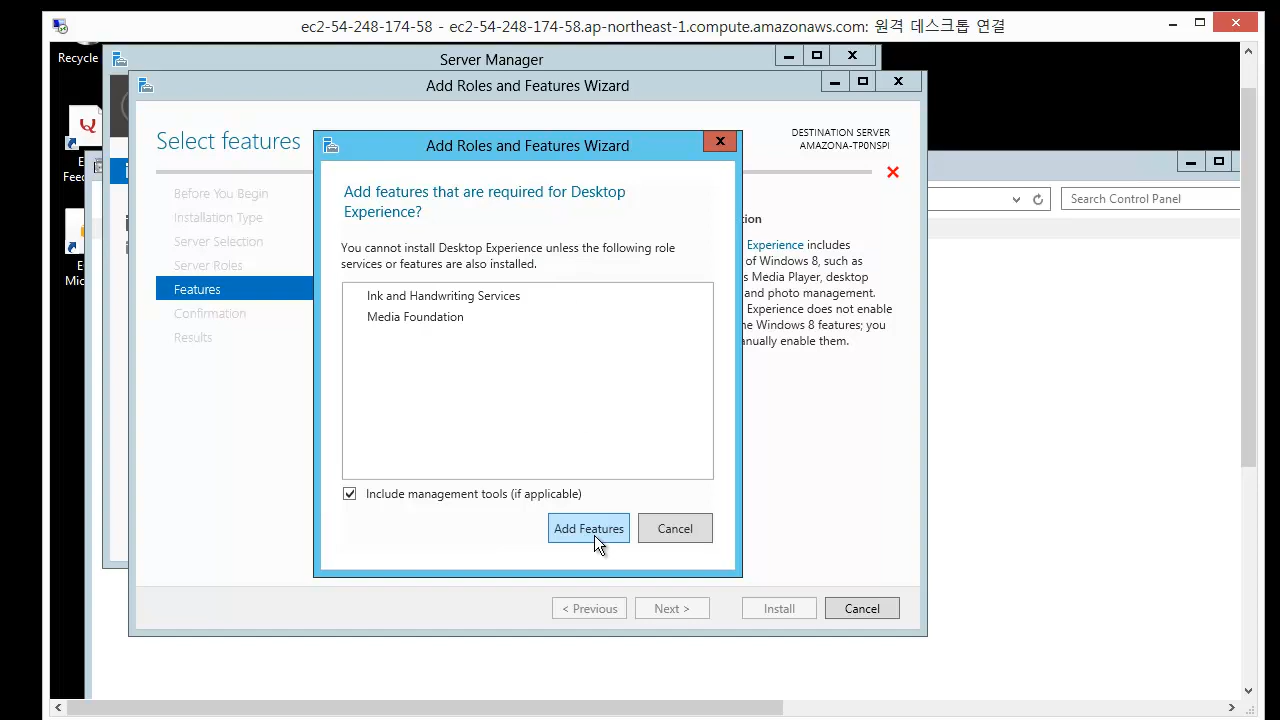 ec2-54-248-174-58 - ec2-54-248-174-58.ap-northeast-1.compute.amazonaws.com: 원격 데스크톱 연결
Recycle
Server Manager
Add Roles and Features Wizard
Select features
DESTINATION SERVER
AMAZONA-TP0NSPI
Before You Begin
Installation Type
Server Selection
Server Roles
Features
Confirmation
Results
Add Roles and Features Wizard
Add features that are required for Desktop
Experience?
You cannot install Desktop Experience unless the following role
services or features are also installed.
Ink and Handwriting Services
Media Foundation
Include management tools (if applicable)
Add Features
Cancel
Experience includes
of Windows 8, such as
Media Player, desktop
and photo management.
Experience does not enable
Windows 8 features; you
enable them.
< Previous
Next >
Install
Cancel
Search Control Panel